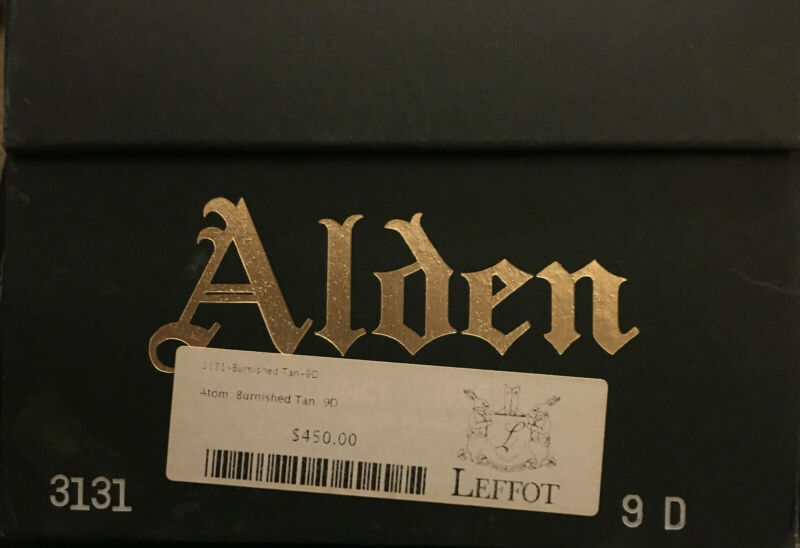 Alden
3131-Burnished Tan-9D
Atom. Burnished Tan. 9D
$450.00
L
LEFFOT
3131
9 D